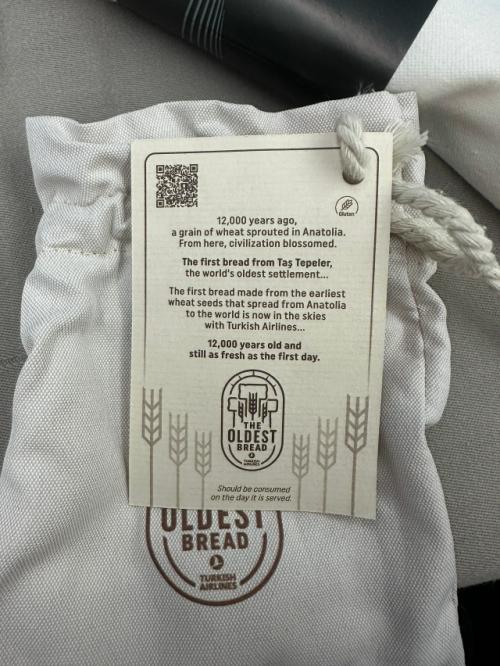 Gluten
12,000 years ago,
a grain of wheat sprouted in Anatolia.
From here, civilization blossomed.
The first bread from Taş Tepeler,
the world's oldest settlement...
The first bread made from the earliest
wheat seeds that spread from Anatolia
to the world is now in the skies
with Turkish Airlines...
12,000 years old and
still as fresh as the first day.
THE
OLDEST
BREAD
TURKISH
AIRLINES
Should be consumed
on the day it is served.
OLDEST
BREAD
TURKISH
AIRLINES